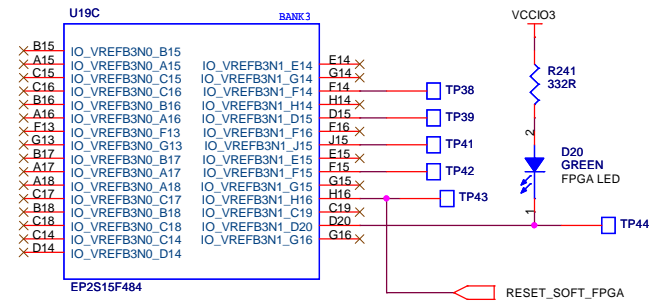 U19C
BANK3
B15 IO_VREFB3N0_B15
A15 IO_VREFB3N0_A15
C15 IO_VREFB3N0_C15
C16 IO_VREFB3N0_C16
B16 IO_VREFB3N0_B16
A16 IO_VREFB3N0_A16
F13 IO_VREFB3N0_F13
G13 IO_VREFB3N0_G13
B17 IO_VREFB3N0_B17
A17 IO_VREFB3N0_A17
A18 IO_VREFB3N0_A18
C17 IO_VREFB3N0_C17
B18 IO_VREFB3N0_B18
C18 IO_VREFB3N0_C18
C14 IO_VREFB3N0_C14
D14 IO_VREFB3N0_D14
IO_VREFB3N1_E14 E14
IO_VREFB3N1_G14 G14
IO_VREFB3N1_F14 F14 TP38
IO_VREFB3N1_H14 H14
IO_VREFB3N1_D15 D15 TP39
IO_VREFB3N1_F16 F16
IO_VREFB3N1_J15 J15 TP41
IO_VREFB3N1_E15 E15
IO_VREFB3N1_F15 F15 TP42
IO_VREFB3N1_G15 G15
IO_VREFB3N1_H16 H16 TP43
IO_VREFB3N1_C19 C19
IO_VREFB3N1_D20 D20 TP44
IO_VREFB3N1_G16 G16
EP2S15F484
VCCIO3
R241
332R
2
D20
GREEN
FPGA LED
1
RESET_SOFT_FPGA